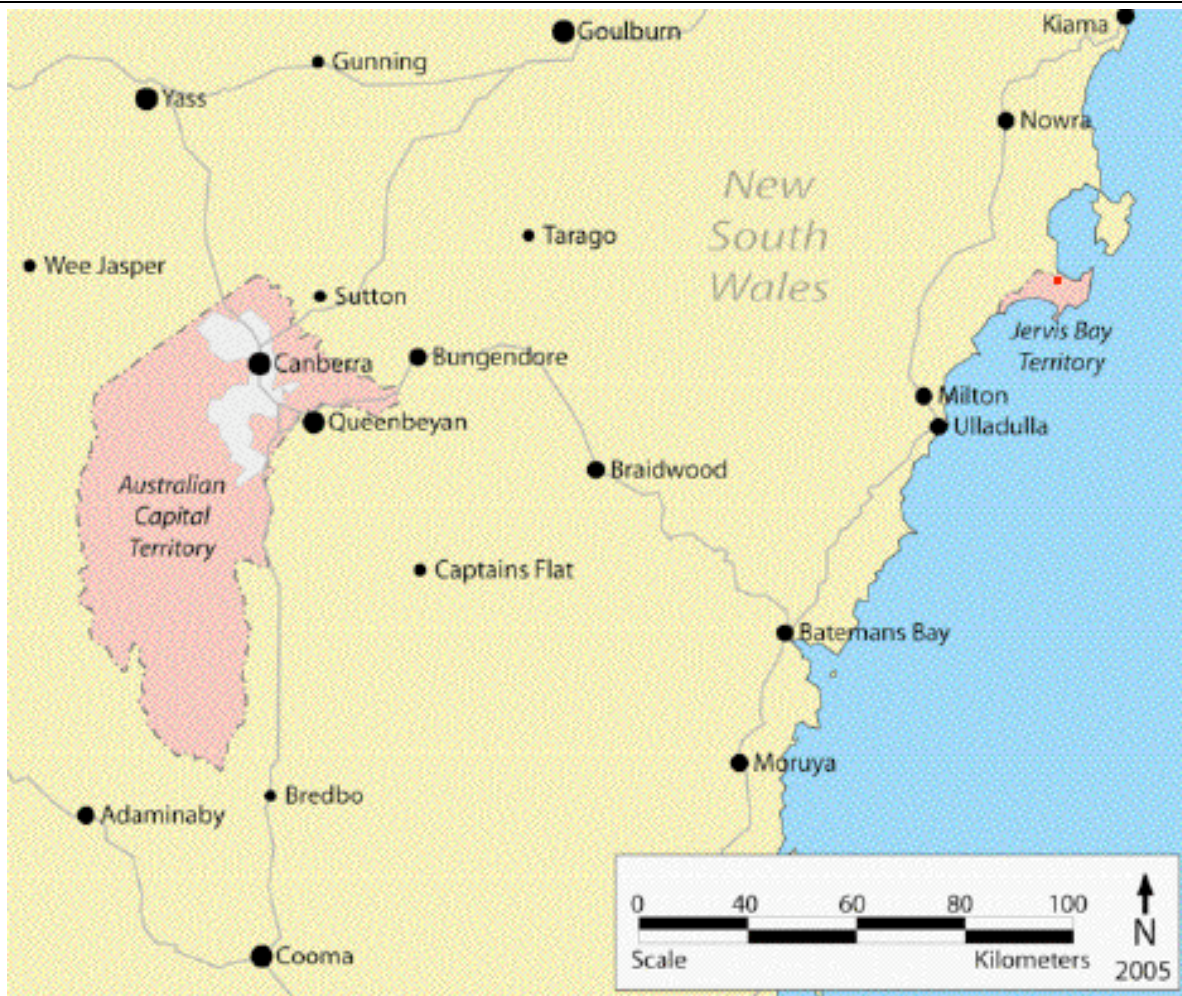 Kiama
Goulburn
Gunning
Yass
Nowra
New
South
Wales
Tarago
Wee Jasper
Sutton
Jervis Bay
Territory
Canberra
Bungendore
Milton
Queenbeyan
Ulladulla
Braidwood
Australian
Capital
Territory
Captains Flat
Batemans Bay
Moruya
Bredbo
Adaminaby
0 40 60 80 100
Scale Kilometers
N
2005
Cooma